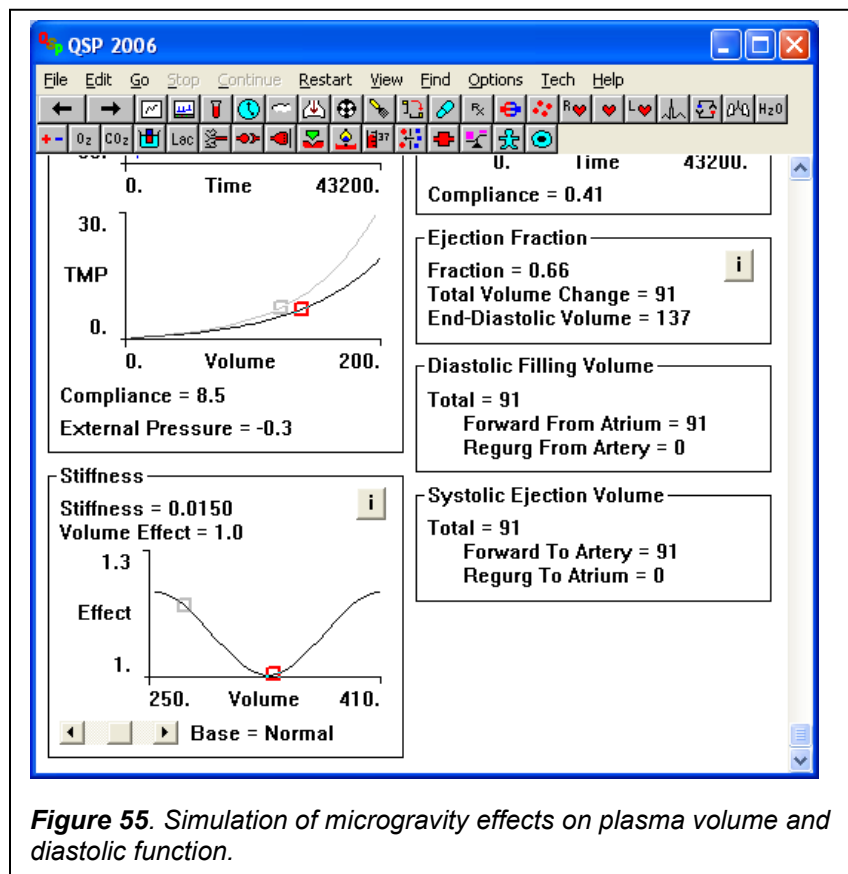 QSP 2006
File Edit Go Stop Continue Restart View Find Options Tech Help
Rx R L H2O
+ - O2 CO2 Lac 37
0. Time 43200.
30.
TMP
0.
0. Volume 200.
Compliance = 8.5
External Pressure = -0.3
Stiffness
Stiffness = 0.0150
i
Volume Effect = 1.0
1.3
Effect
1.
250. Volume 410.
Base = Normal
0. Time 43200.
Compliance = 0.41
Ejection Fraction
Fraction = 0.66
i
Total Volume Change = 91
End-Diastolic Volume = 137
Diastolic Filling Volume
Total = 91
Forward From Atrium = 91
Regurg From Artery = 0
Systolic Ejection Volume
Total = 91
Forward To Artery = 91
Regurg To Atrium = 0
Figure 55. Simulation of microgravity effects on plasma volume and
diastolic function.